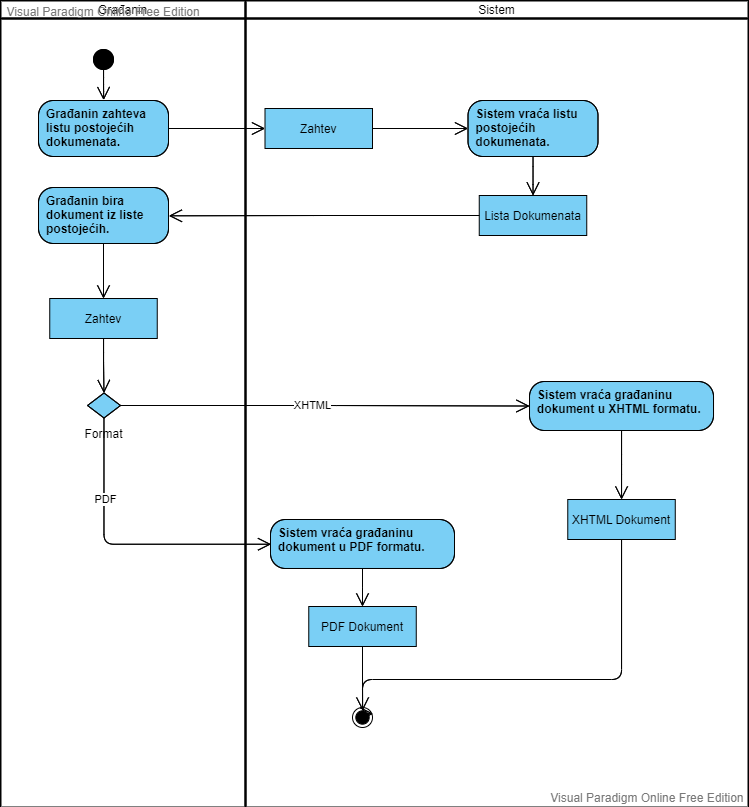 Građanin
Visual Paradigm Online Free Edition
Sistem
Građanin zahteva
listu postojećih
dokumenata.
Zahtev
Sistem vraća listu
postojećih
dokumenata.
Građanin bira
dokument iz liste
postojećih.
Lista Dokumenata
Zahtev
Format
XHTML
Sistem vraća građaninu
dokument u XHTML formatu.
PDF
XHTML Dokument
Sistem vraća građaninu
dokument u PDF formatu.
PDF Dokument
Visual Paradigm Online Free Edition